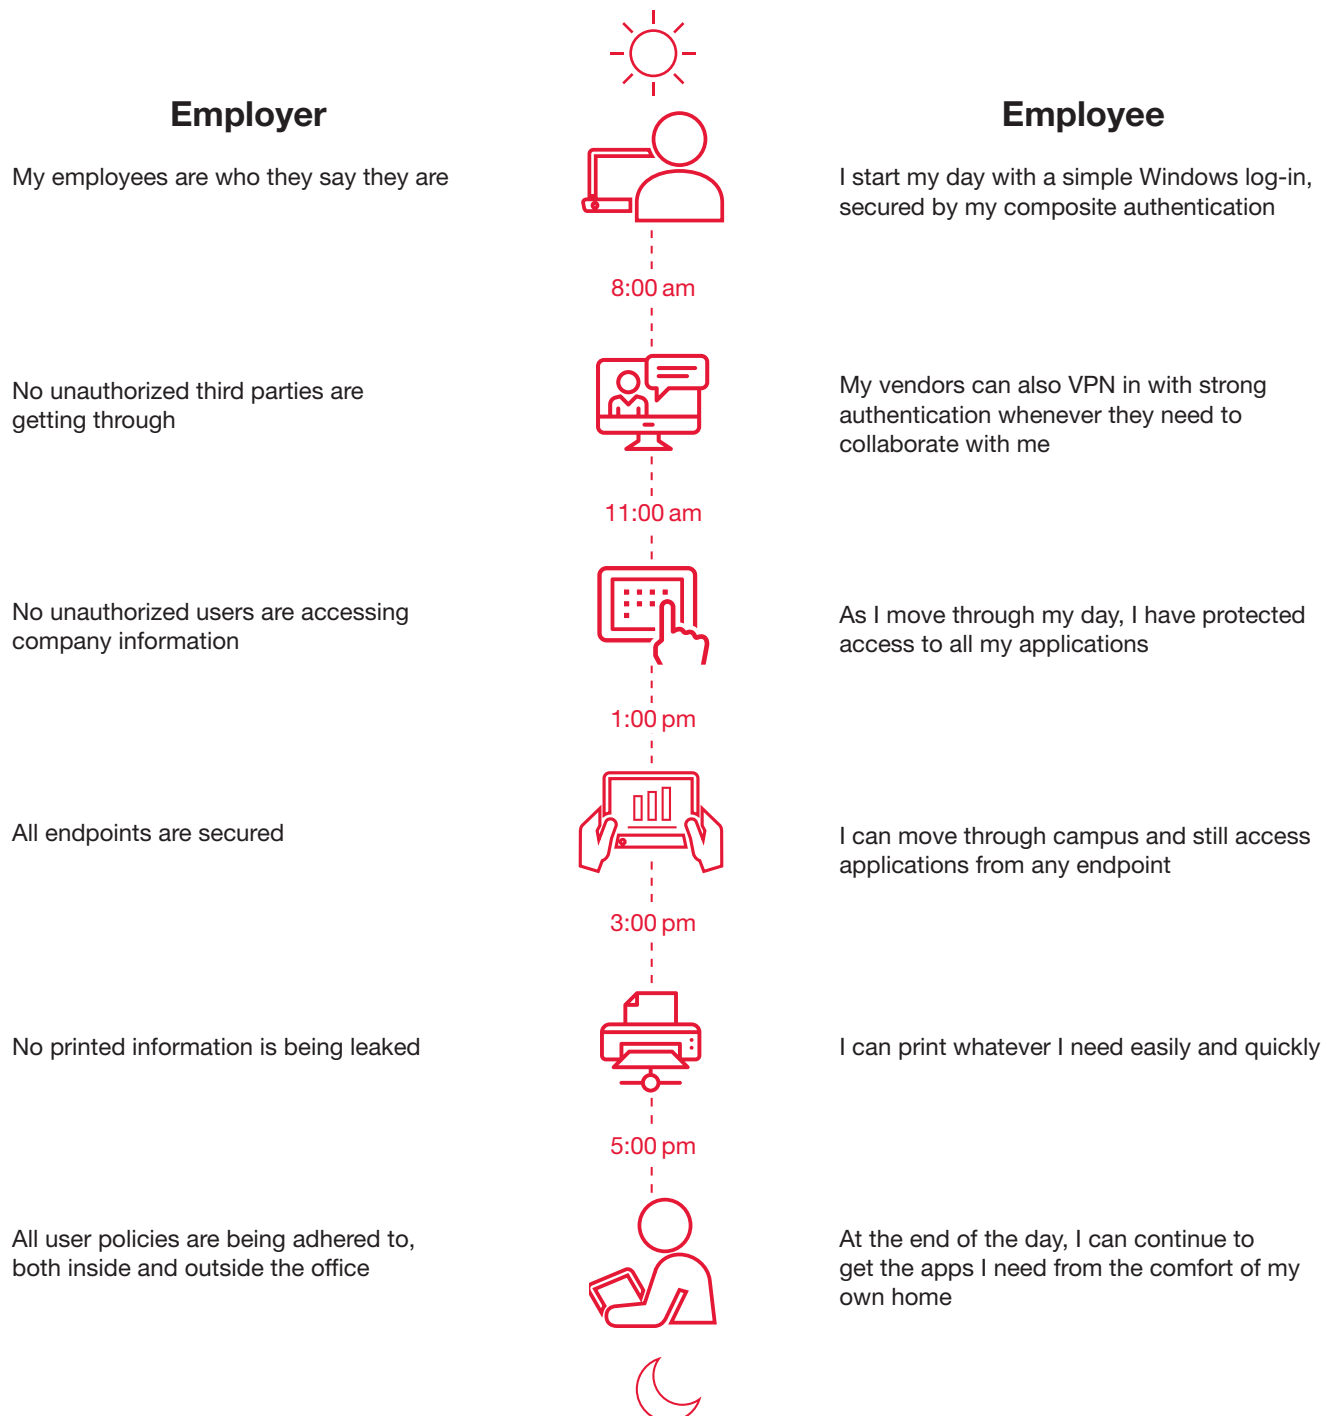 Employer
Employee
My employees are who they say they are
I start my day with a simple Windows log-in,
secured by my composite authentication
8:00 am
No unauthorized third parties are
getting through
My vendors can also VPN in with strong
authentication whenever they need to
collaborate with me
11:00 am
No unauthorized users are accessing
company information
As I move through my day, I have protected
access to all my applications
1:00 pm
All endpoints are secured
I can move through campus and still access
applications from any endpoint
3:00 pm
No printed information is being leaked
I can print whatever I need easily and quickly
5:00 pm
All user policies are being adhered to,
both inside and outside the office
At the end of the day, I can continue to
get the apps I need from the comfort of my
own home